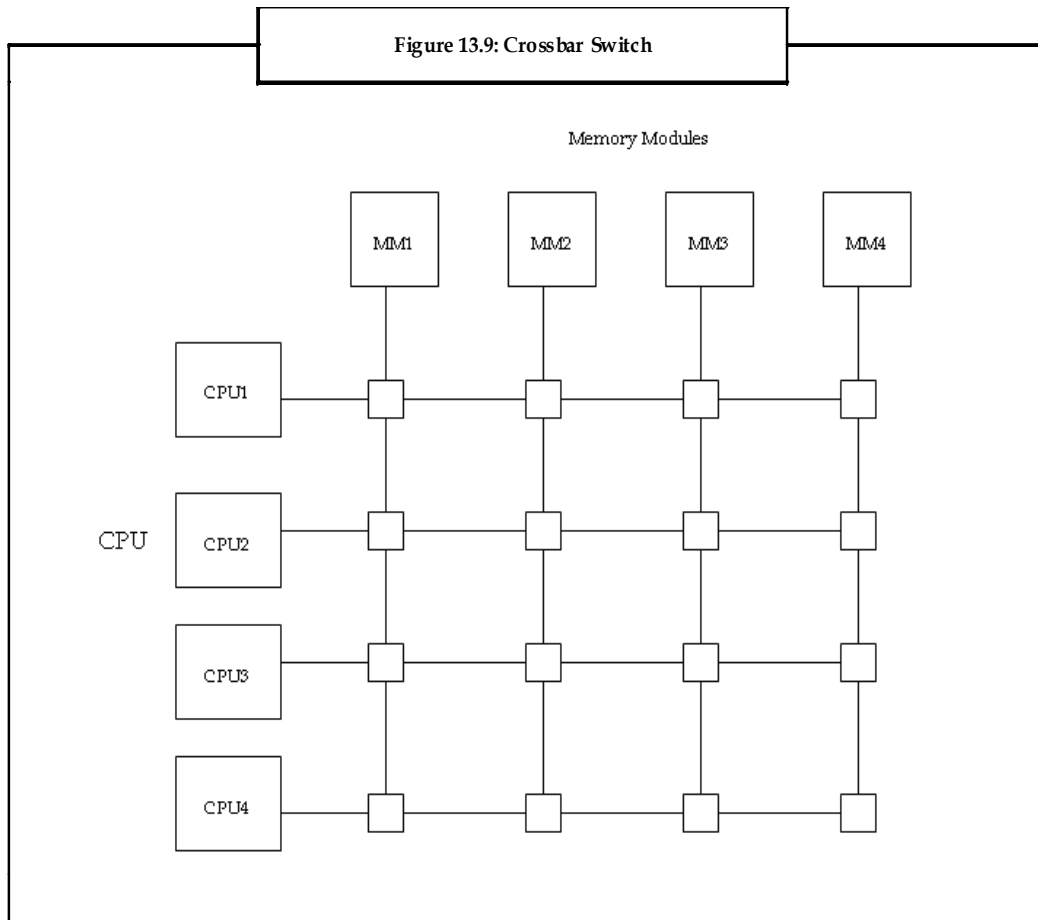 Figure 13.9: Crossbar Switch
Memory Modules
MM1 MM2 MM3 MM4
CPU1
CPU CPU2
CPU3
CPU4